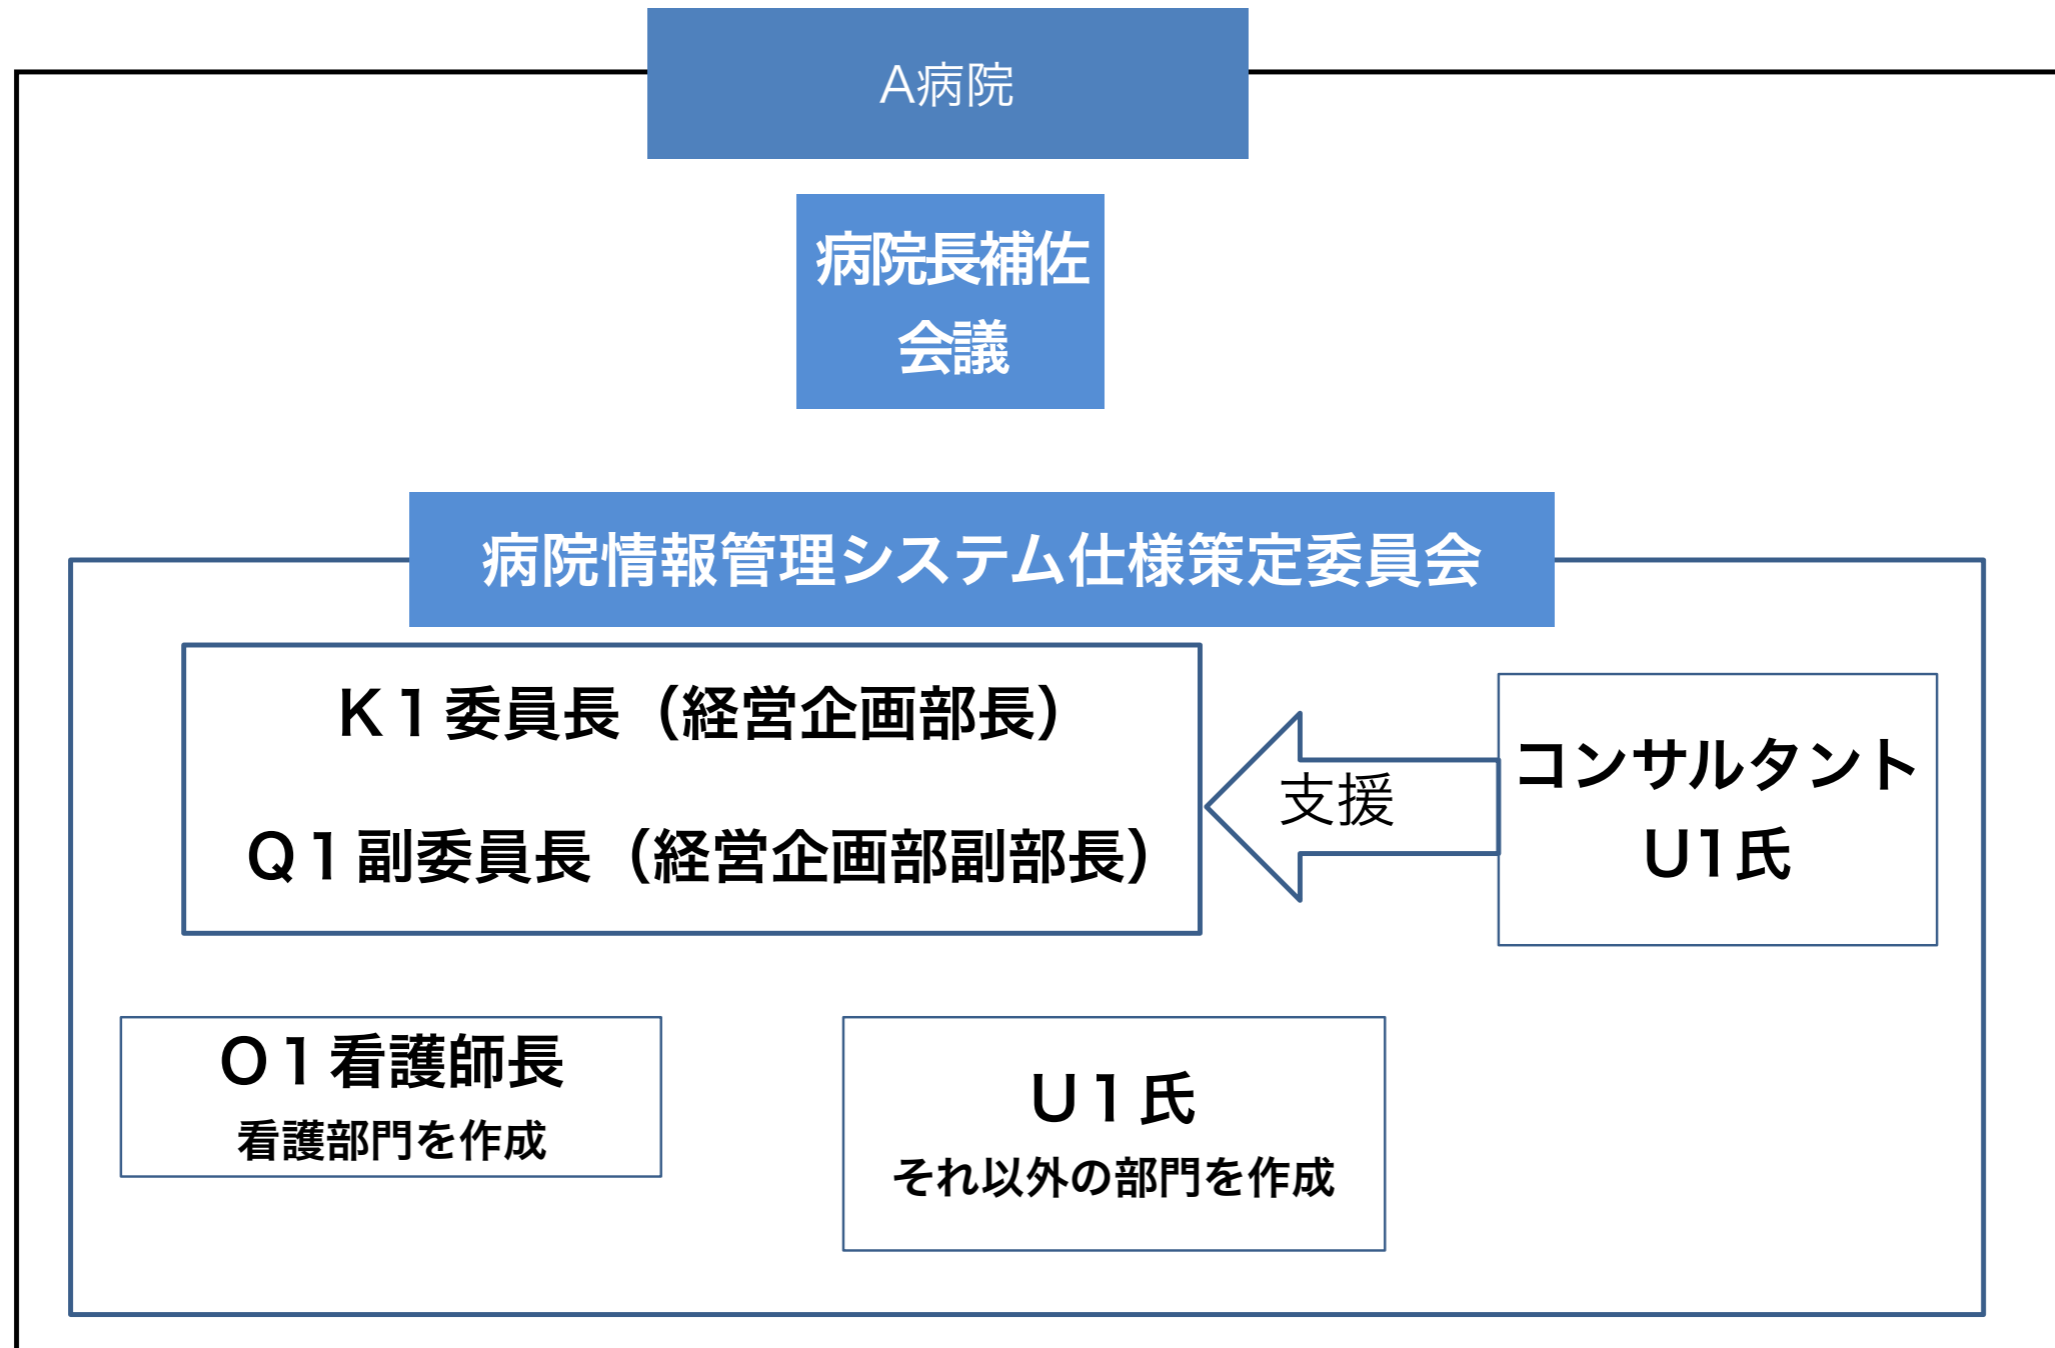 A病院
病院長補佐
会議
病院情報管理システム仕様策定委員会
Ｋ１委員長（経営企画部長）
Ｑ１副委員長（経営企画部副部長）
支援
コンサルタント
U1氏
Ｏ１看護師長
看護部門を作成
Ｕ１氏
それ以外の部門を作成